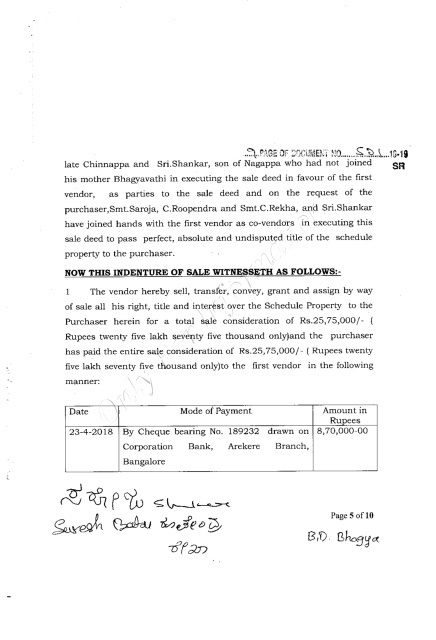 PAGE OF DOCUMENT NO. 18-19
SR
late Chinnappa and Sri.Shankar, son of Nagappa who had not joined
his mother Bhagyavathi in executing the sale deed in favour of the first
vendor, as parties to the sale deed and on the request of the
purchaser,Smt.Saroja, C.Roopendra and Smt.C.Rekha, and Sri.Shankar
have joined hands with the first vendor as co-vendors in executing this
sale deed to pass perfect, absolute and undisputed title of the schedule
property to the purchaser.
NOW THIS INDENTURE OF SALE WITNESSETH AS FOLLOWS:-
1 The vendor hereby sell, transfer, convey, grant and assign by way
of sale all his right, title and interest over the Schedule Property to the
Purchaser herein for a total sale consideration of Rs.25,75,000/- (
Rupees twenty five lakh seventy five thousand only)and the purchaser
has paid the entire sale consideration of Rs.25,75,000/- ( Rupees twenty
five lakh seventy five thousand only)to the first vendor in the following
manner:
Date Mode of Payment Amount in Rupees
23-4-2018 By Cheque bearing No. 189232 drawn on 8,70,000-00
Corporation Bank, Arekere Branch,
Bangalore
Suresh Babu
Page 5 of 10
B.D. Bhagya